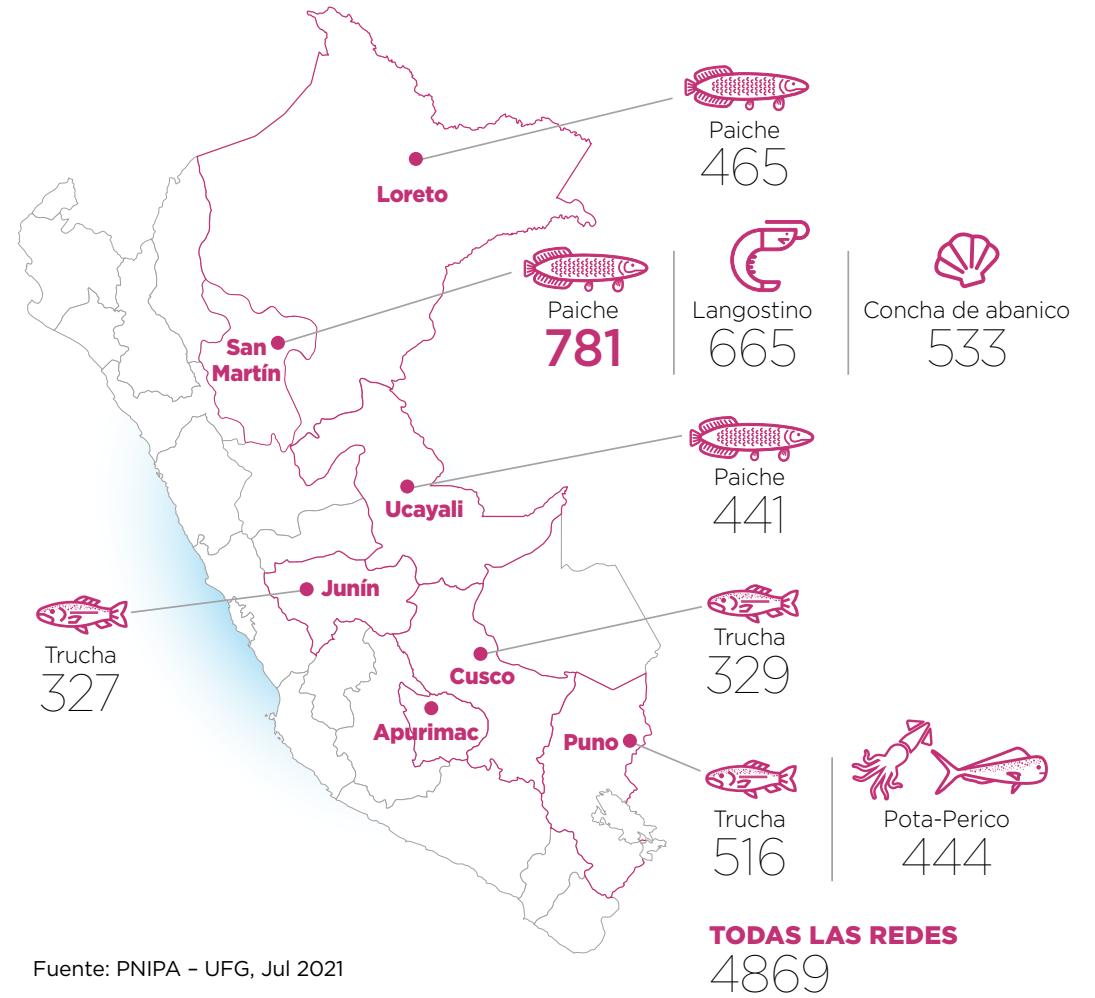 Paiche
465
Loreto
Paiche
781
Langostino
665
Concha de abanico
533
San
Martín
Paiche
441
Ucayali
Junín
Trucha
327
Trucha
329
Cusco
Apurimac
Puno
Trucha
516
Pota-Perico
444
TODAS LAS REDES
4869
Fuente: PNIPA – UFG, Jul 2021